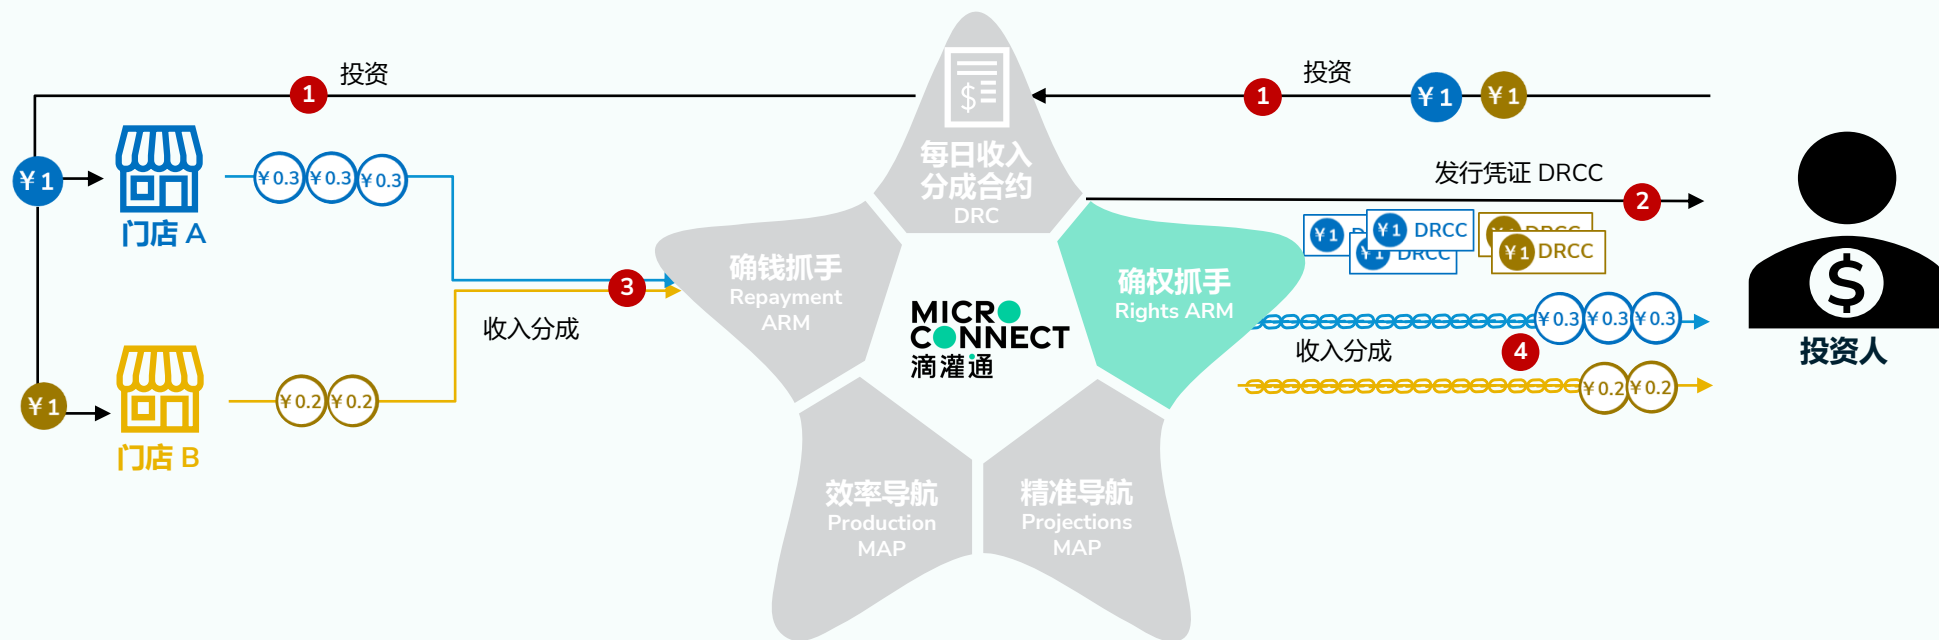 投资
1
投资
1
¥ 1
¥ 1
每日收入
分成合约
DRC
发行凭证 DRCC
2
¥ 1
¥ 1 DRCC
¥ 1 DRCC
DRCC
¥ 1 DRCC
¥ 1
门店 A
¥ 0.3
¥ 0.3
¥ 0.3
3
收入分成
¥ 1
门店 B
¥ 0.2
¥ 0.2
确钱抓手
Repayment
ARM
MICRO
CONNECT
滴灌通
确权抓手
Rights ARM
¥ 0.3
¥ 0.3
¥ 0.3
收入分成
4
¥ 0.2
¥ 0.2
投资人
效率导航
Production
MAP
精准导航
Projections
MAP